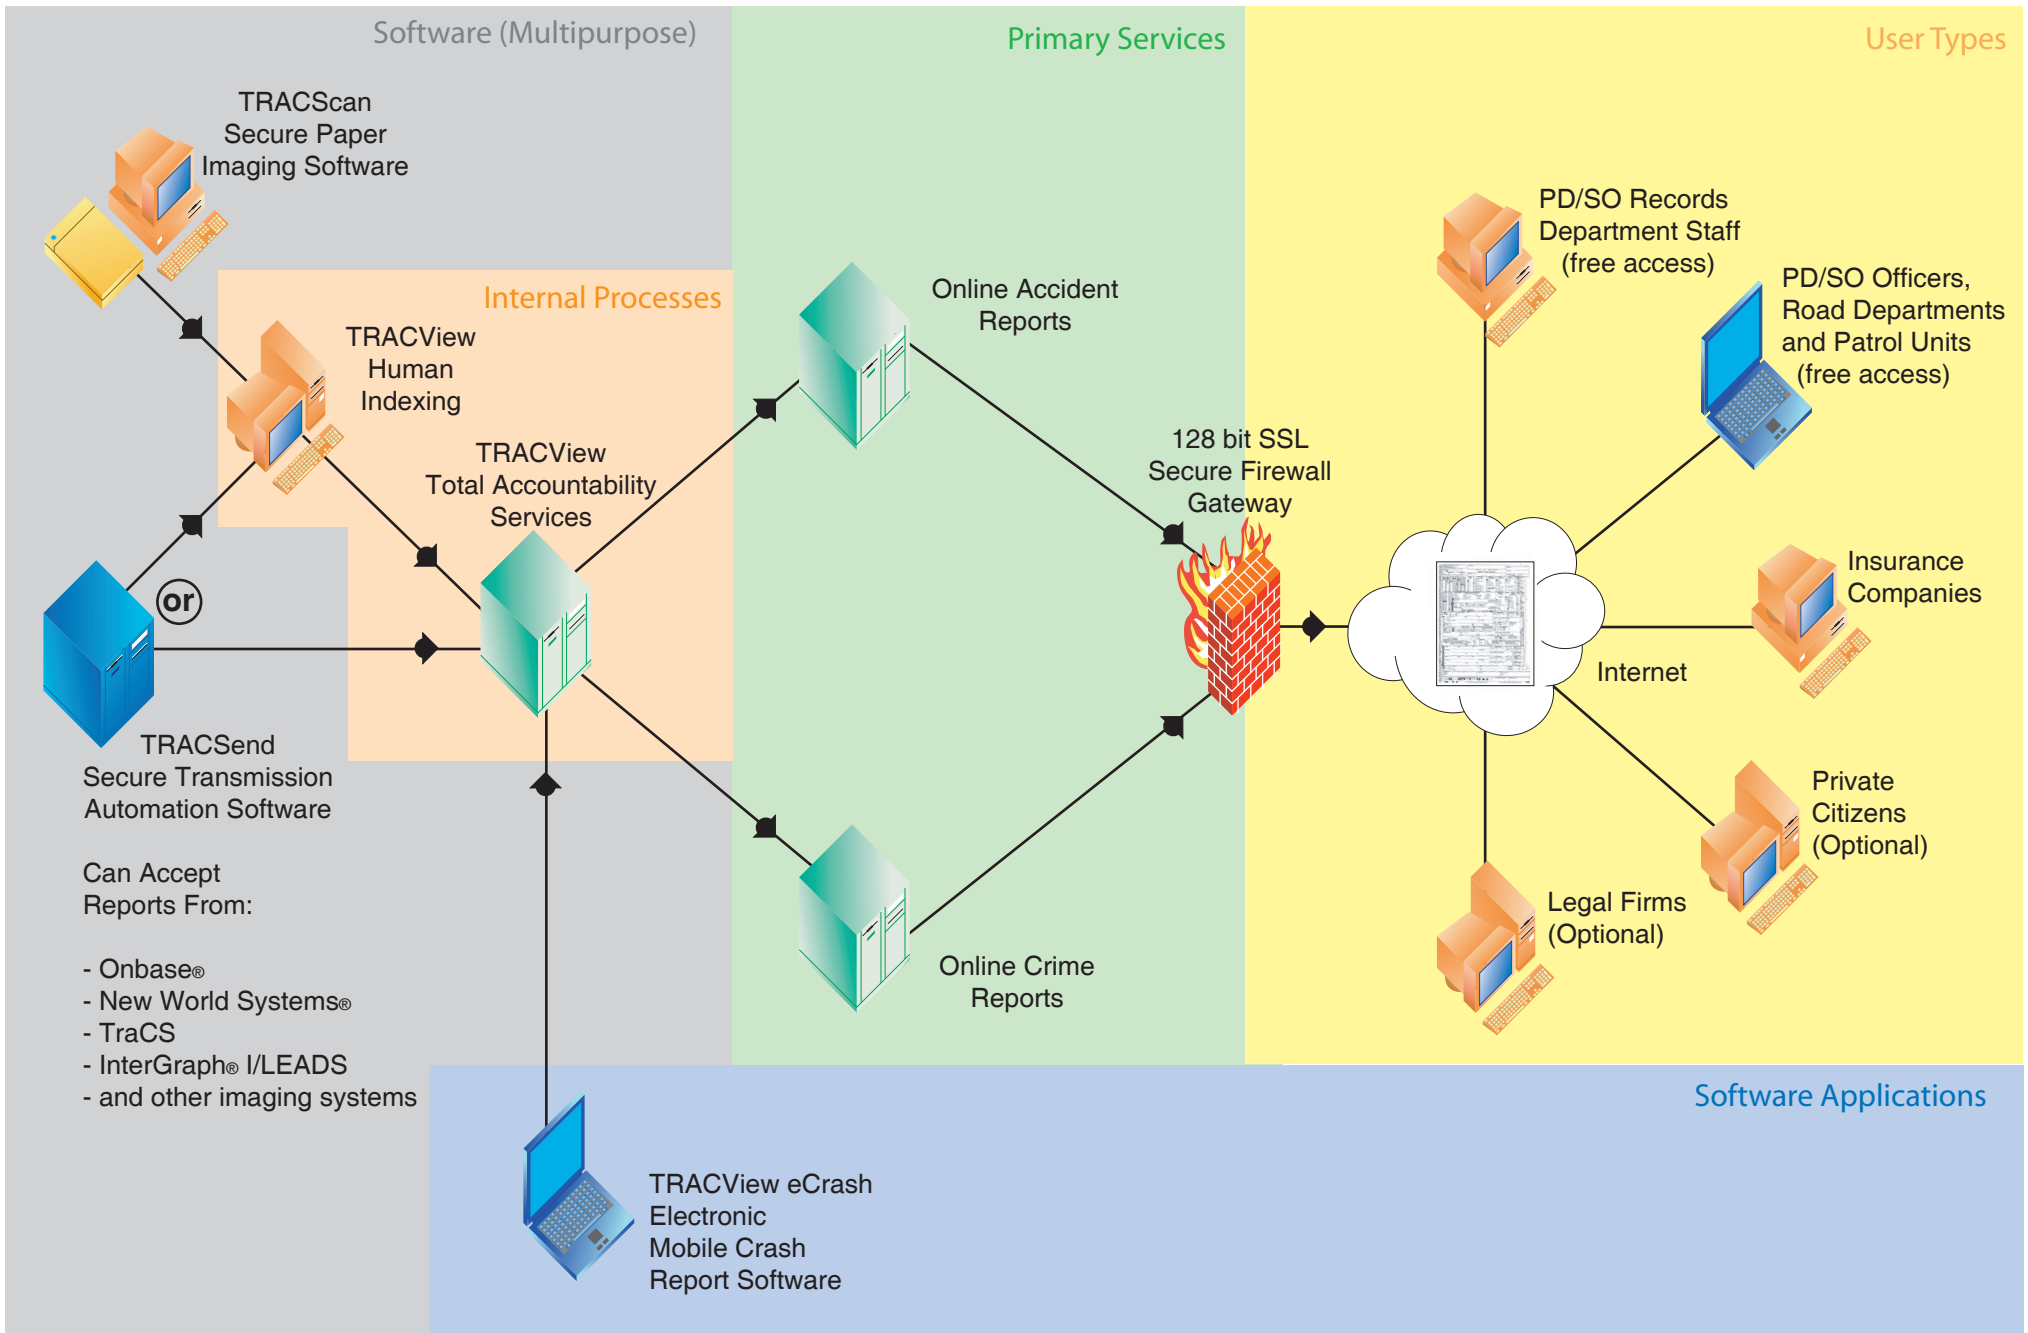 Software (Multipurpose)
Primary Services
User Types
TRACScan
Secure Paper
Imaging Software
Internal Processes
TRACView
Human
Indexing
TRACView
Total Accountability
Services
or
TRACSend
Secure Transmission
Automation Software
Can Accept
Reports From:
- Onbase®
- New World Systems®
- TraCS
- InterGraph® I/LEADS
- and other imaging systems
Online Accident
Reports
128 bit SSL
Secure Firewall
Gateway
Online Crime
Reports
PD/SO Records
Department Staff
(free access)
PD/SO Officers,
Road Departments
and Patrol Units
(free access)
Insurance
Companies
Internet
Private
Citizens
(Optional)
Legal Firms
(Optional)
Software Applications
TRACView eCrash
Electronic
Mobile Crash
Report Software